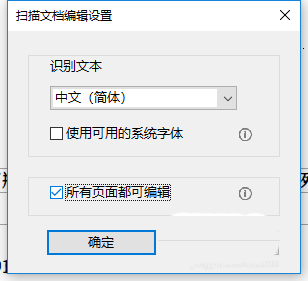 扫描文档编辑设置
识别文本
中文（简体）
使用可用的系统字体
所有页面都可编辑
确定